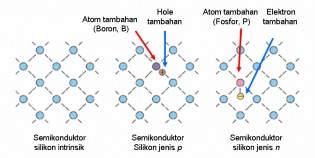 Atom tambahan
(Boron, B)
Hole
tambahan
Atom tambahan
(Fosfor, P)
Elektron
tambahan
+
−
Semikonduktor
silikon intrinsik
Semikonduktor
Silikon jenis p
Semikonduktor
silikon jenis n